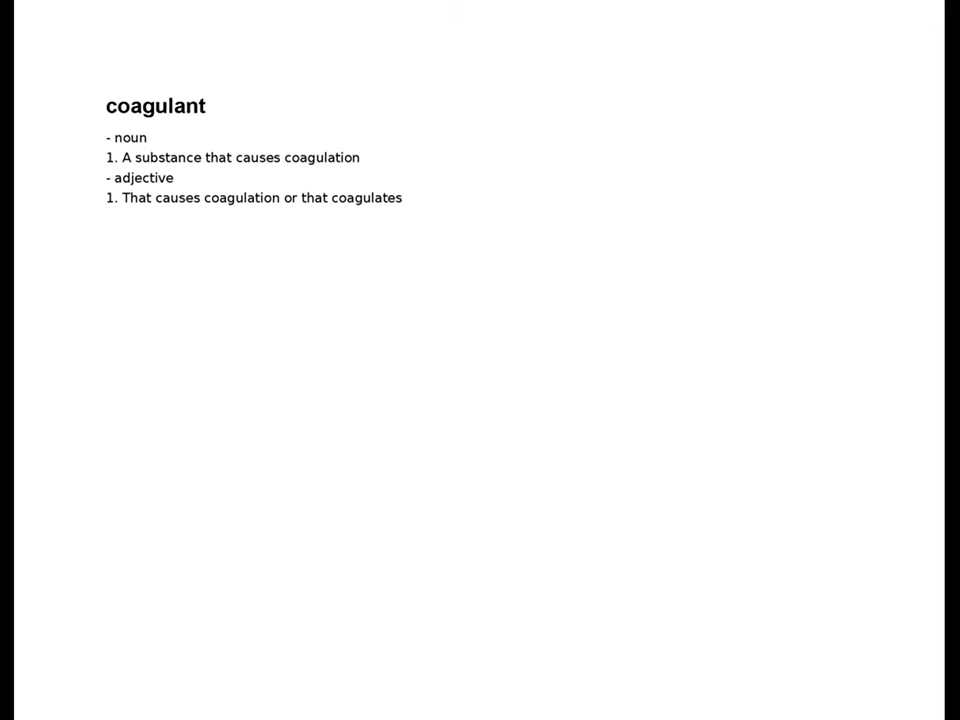 coagulant
- noun
1. A substance that causes coagulation
- adjective
1. That causes coagulation or that coagulates